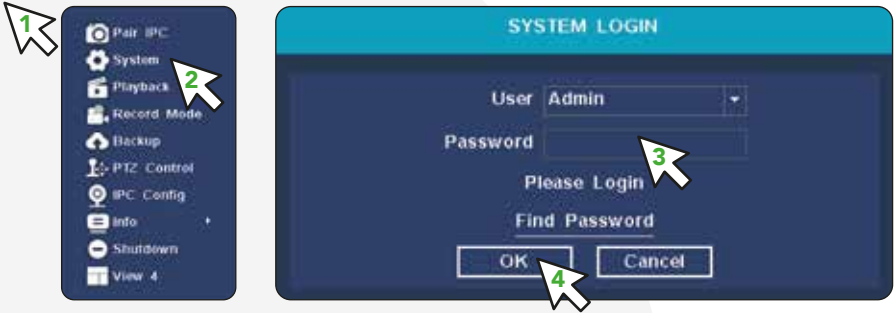 1
Pair IPC
System
2
Playback
Record Mode
Backup
PTZ Control
IPC Config
Info
Shutdown
View 4
SYSTEM LOGIN
User Admin
Password
3
Please Login
Find Password
OK Cancel
4